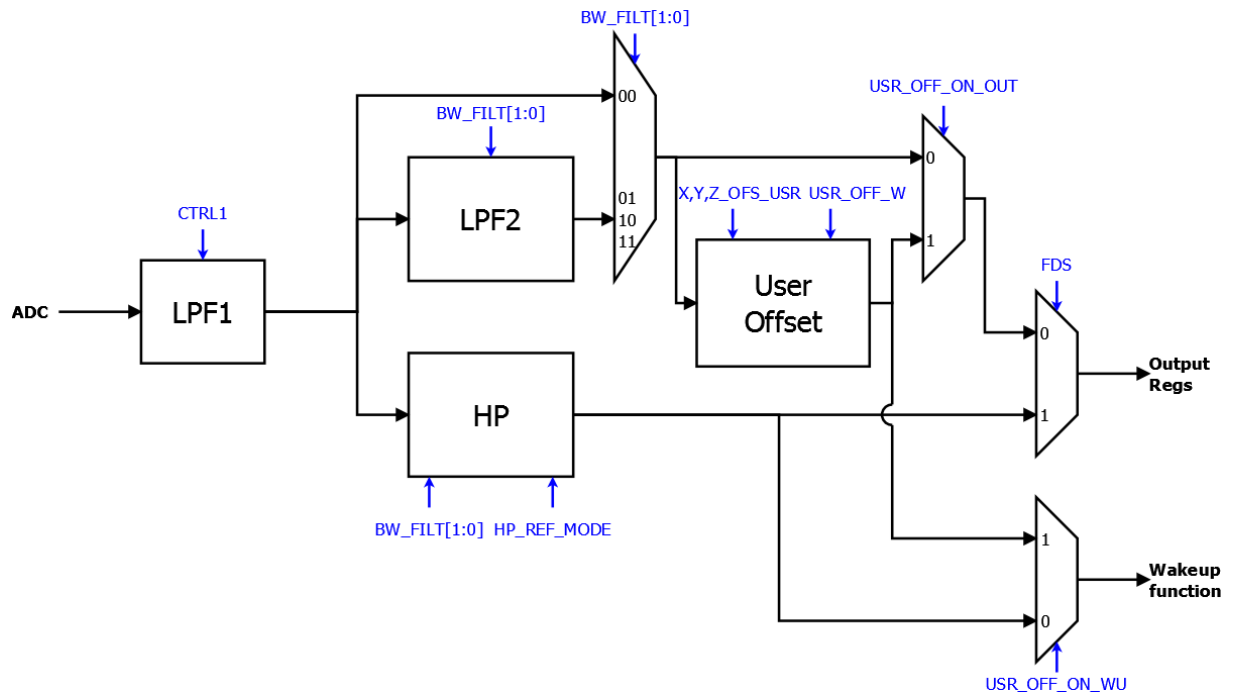 BW_FILT[1:0]
USR_OFF_ON_OUT
00
BW_FILT[1:0]
0
LPF2
01
10
11
X,Y,Z_OFS_USR USR_OFF_W
CTRL1
1
User
Offset
FDS
ADC
LPF1
0
Output
Regs
HP
1
BW_FILT[1:0] HP_REF_MODE
1
Wakeup
function
0
USR_OFF_ON_WU